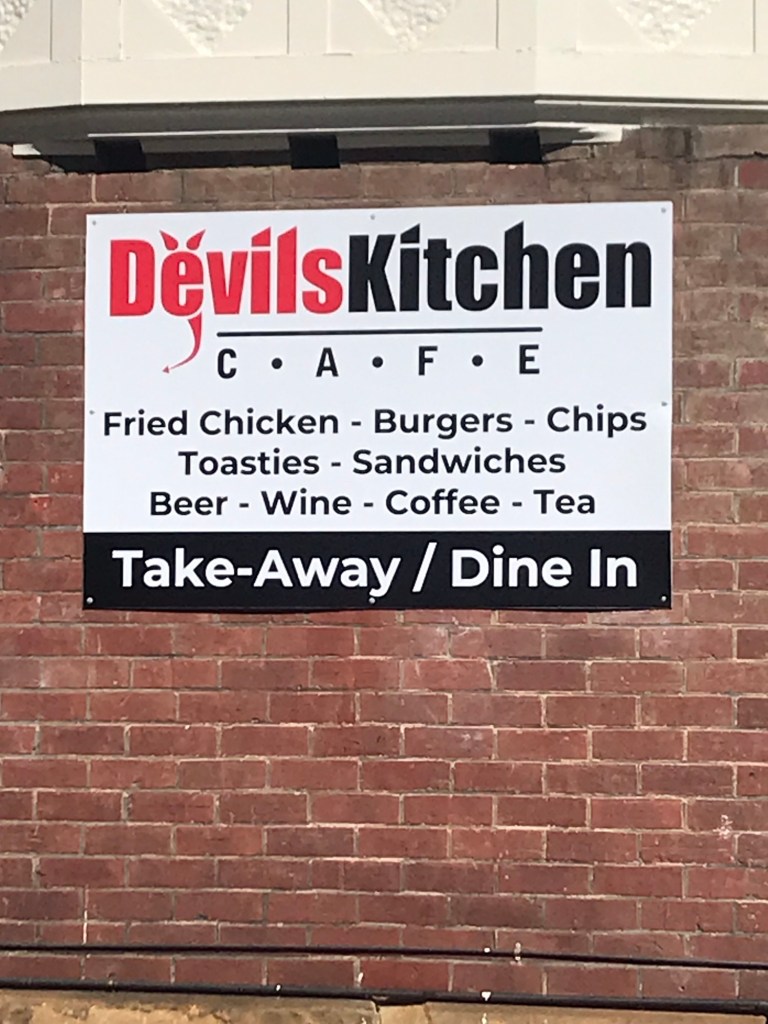 DevilsKitchen
C • A • F • E
Fried Chicken - Burgers - Chips
Toasties - Sandwiches
Beer - Wine - Coffee - Tea
Take-Away / Dine In